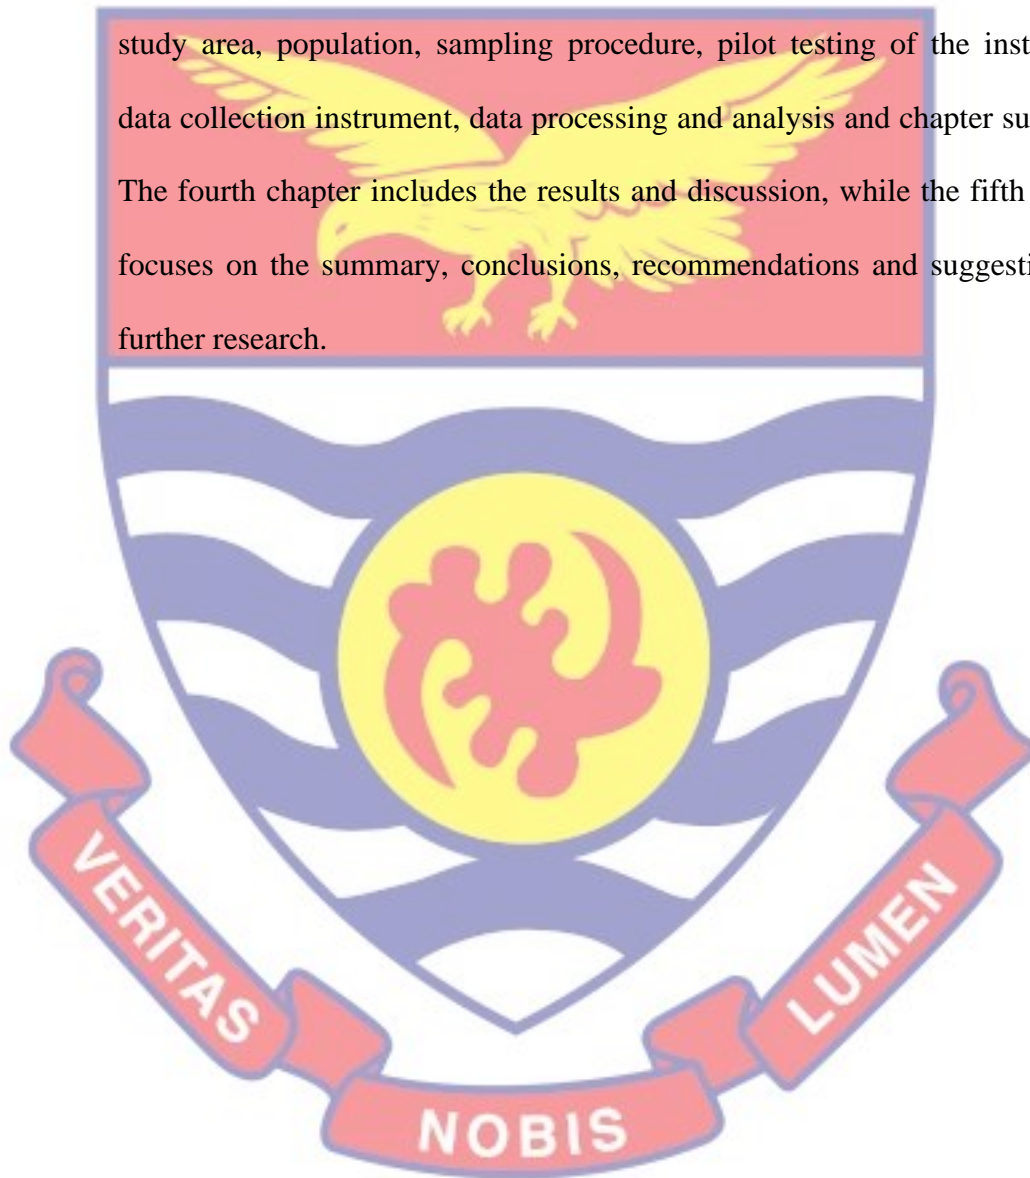 study area, population, sampling procedure, pilot testing of the inst
data collection instrument, data processing and analysis and chapter su
The fourth chapter includes the results and discussion, while the fifth
focuses on the summary, conclusions, recommendations and suggesti
further research.
VERITAS
NOBIS
LUMEN